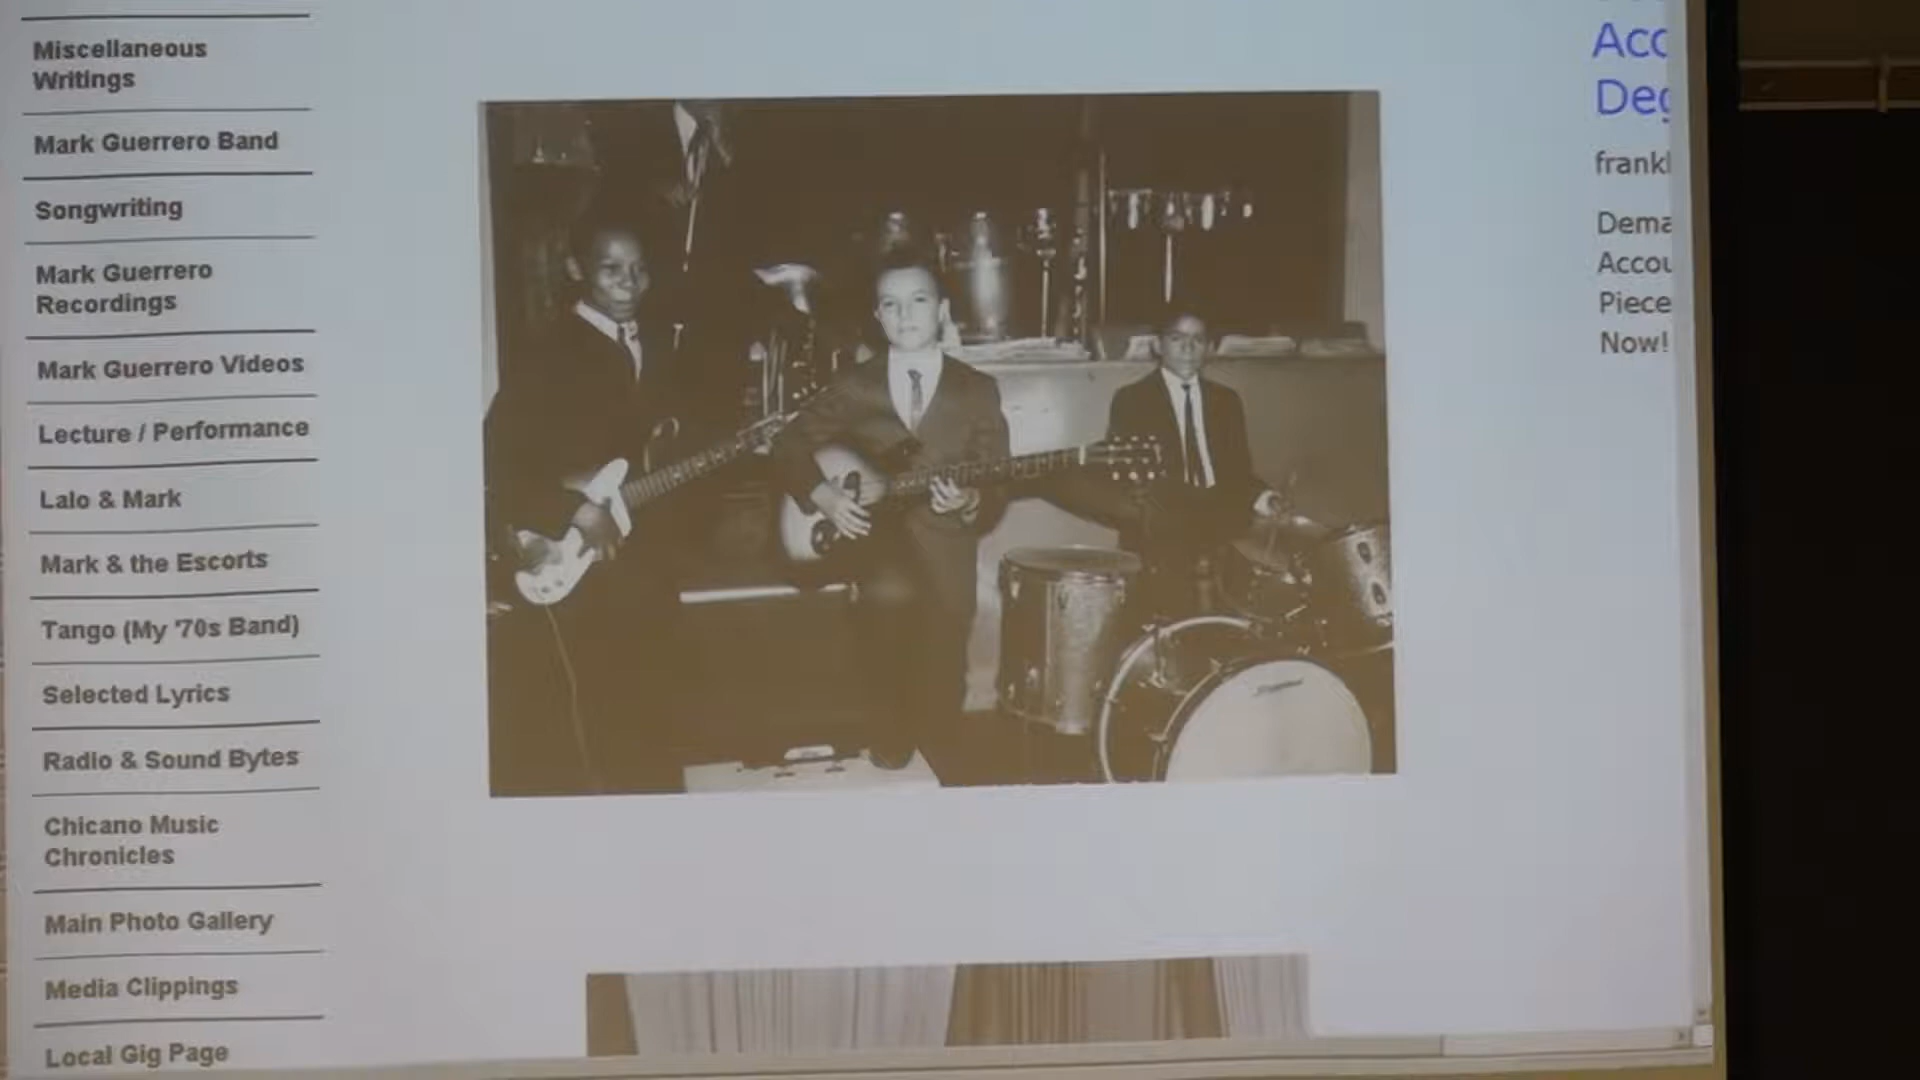 Miscellaneous
Writings
Mark Guerrero Band
Songwriting
Mark Guerrero
Recordings
Mark Guerrero Videos
Lecture / Performance
Lalo & Mark
Mark & the Escorts
Tango (My '70s Band)
Selected Lyrics
Radio & Sound Bytes
Chicano Music
Chronicles
Main Photo Gallery
Media Clippings
Local Gig Page
Acc
Deg
frankl
Dema
Accou
Piece
Now!